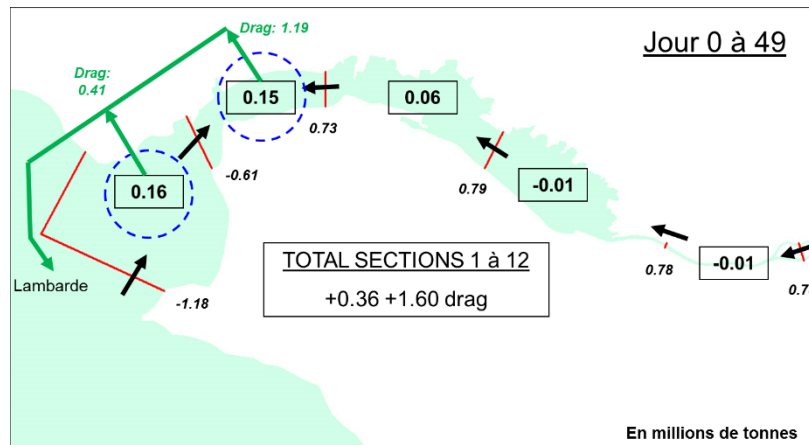 Jour 0 à 49
Drag: 1.19
Drag:
0.41
0.15
0.06
0.73
-0.61
0.16
0.79
-0.01
TOTAL SECTIONS 1 à 12
+0.36 +1.60 drag
0.78
-0.01
Lambarde
-1.18
En millions de tonnes